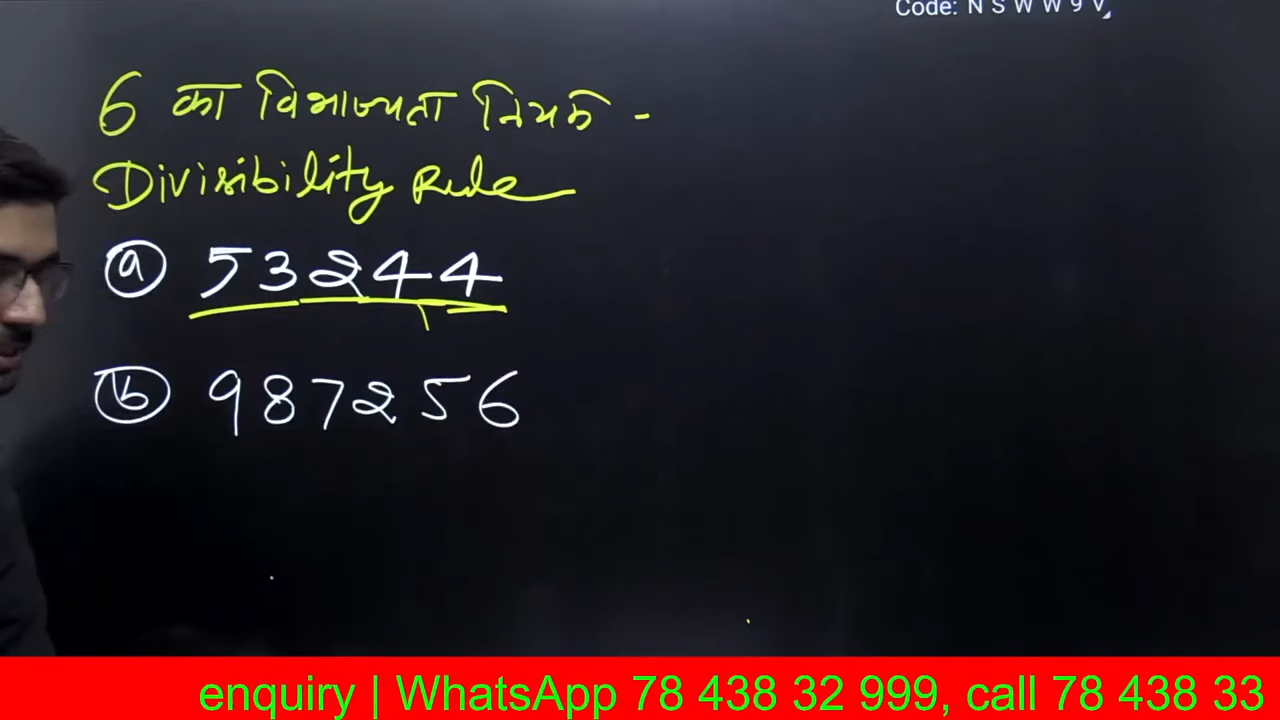 Code: N S W W 9 V
6 का विभाज्यता नियम -
Divisibility Rule
(a) 53244
(b) 987256
enquiry | WhatsApp 78 438 32 999, call 78 438 33